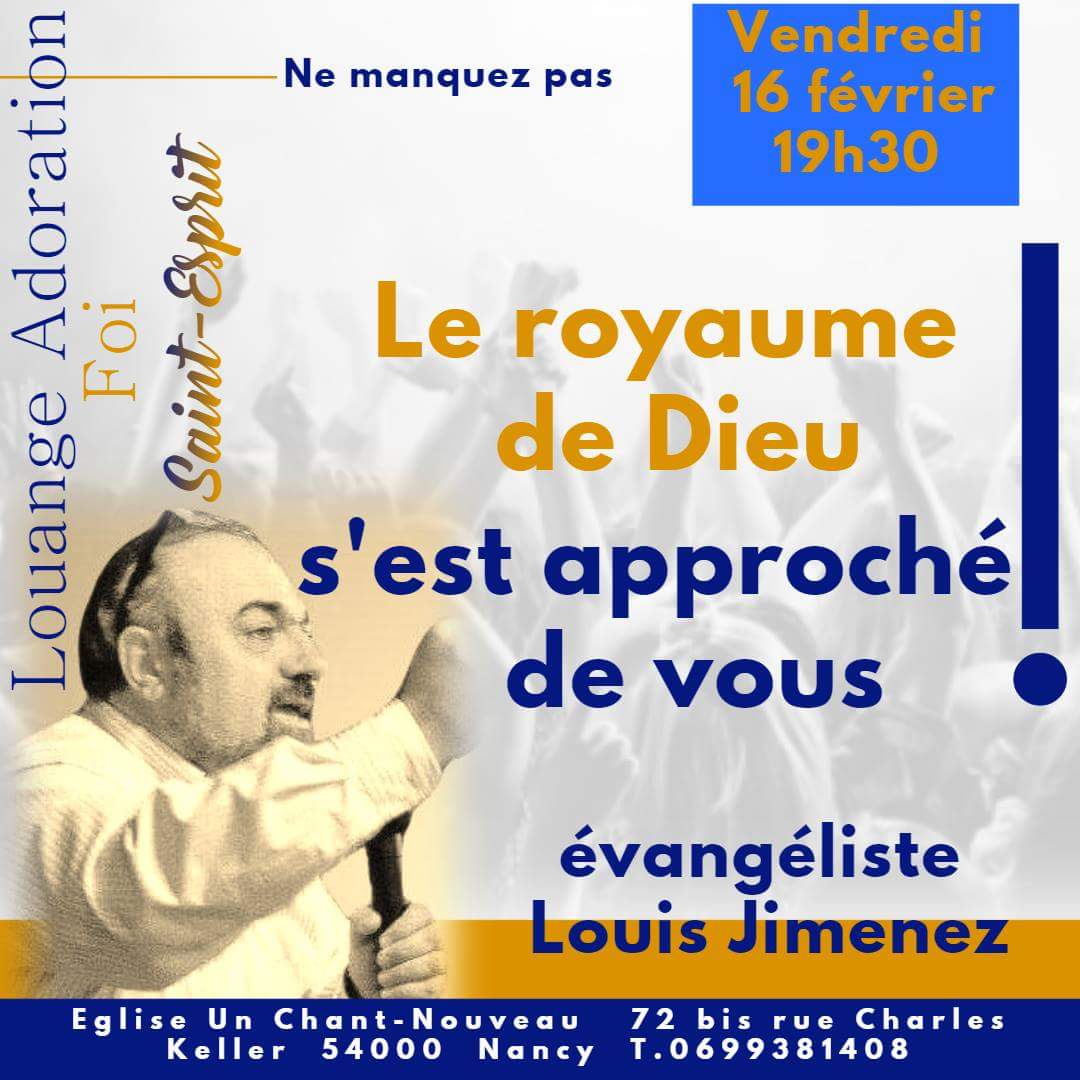 Louange Adoration
Foi
Saint-Esprit
Ne manquez pas
Vendredi
16 février
19h30
Le royaume
de Dieu
s'est approché
de vous
!
évangéliste
Louis Jimenez
Eglise Un Chant-Nouveau 72 bis rue Charles
Keller 54000 Nancy T.0699381408